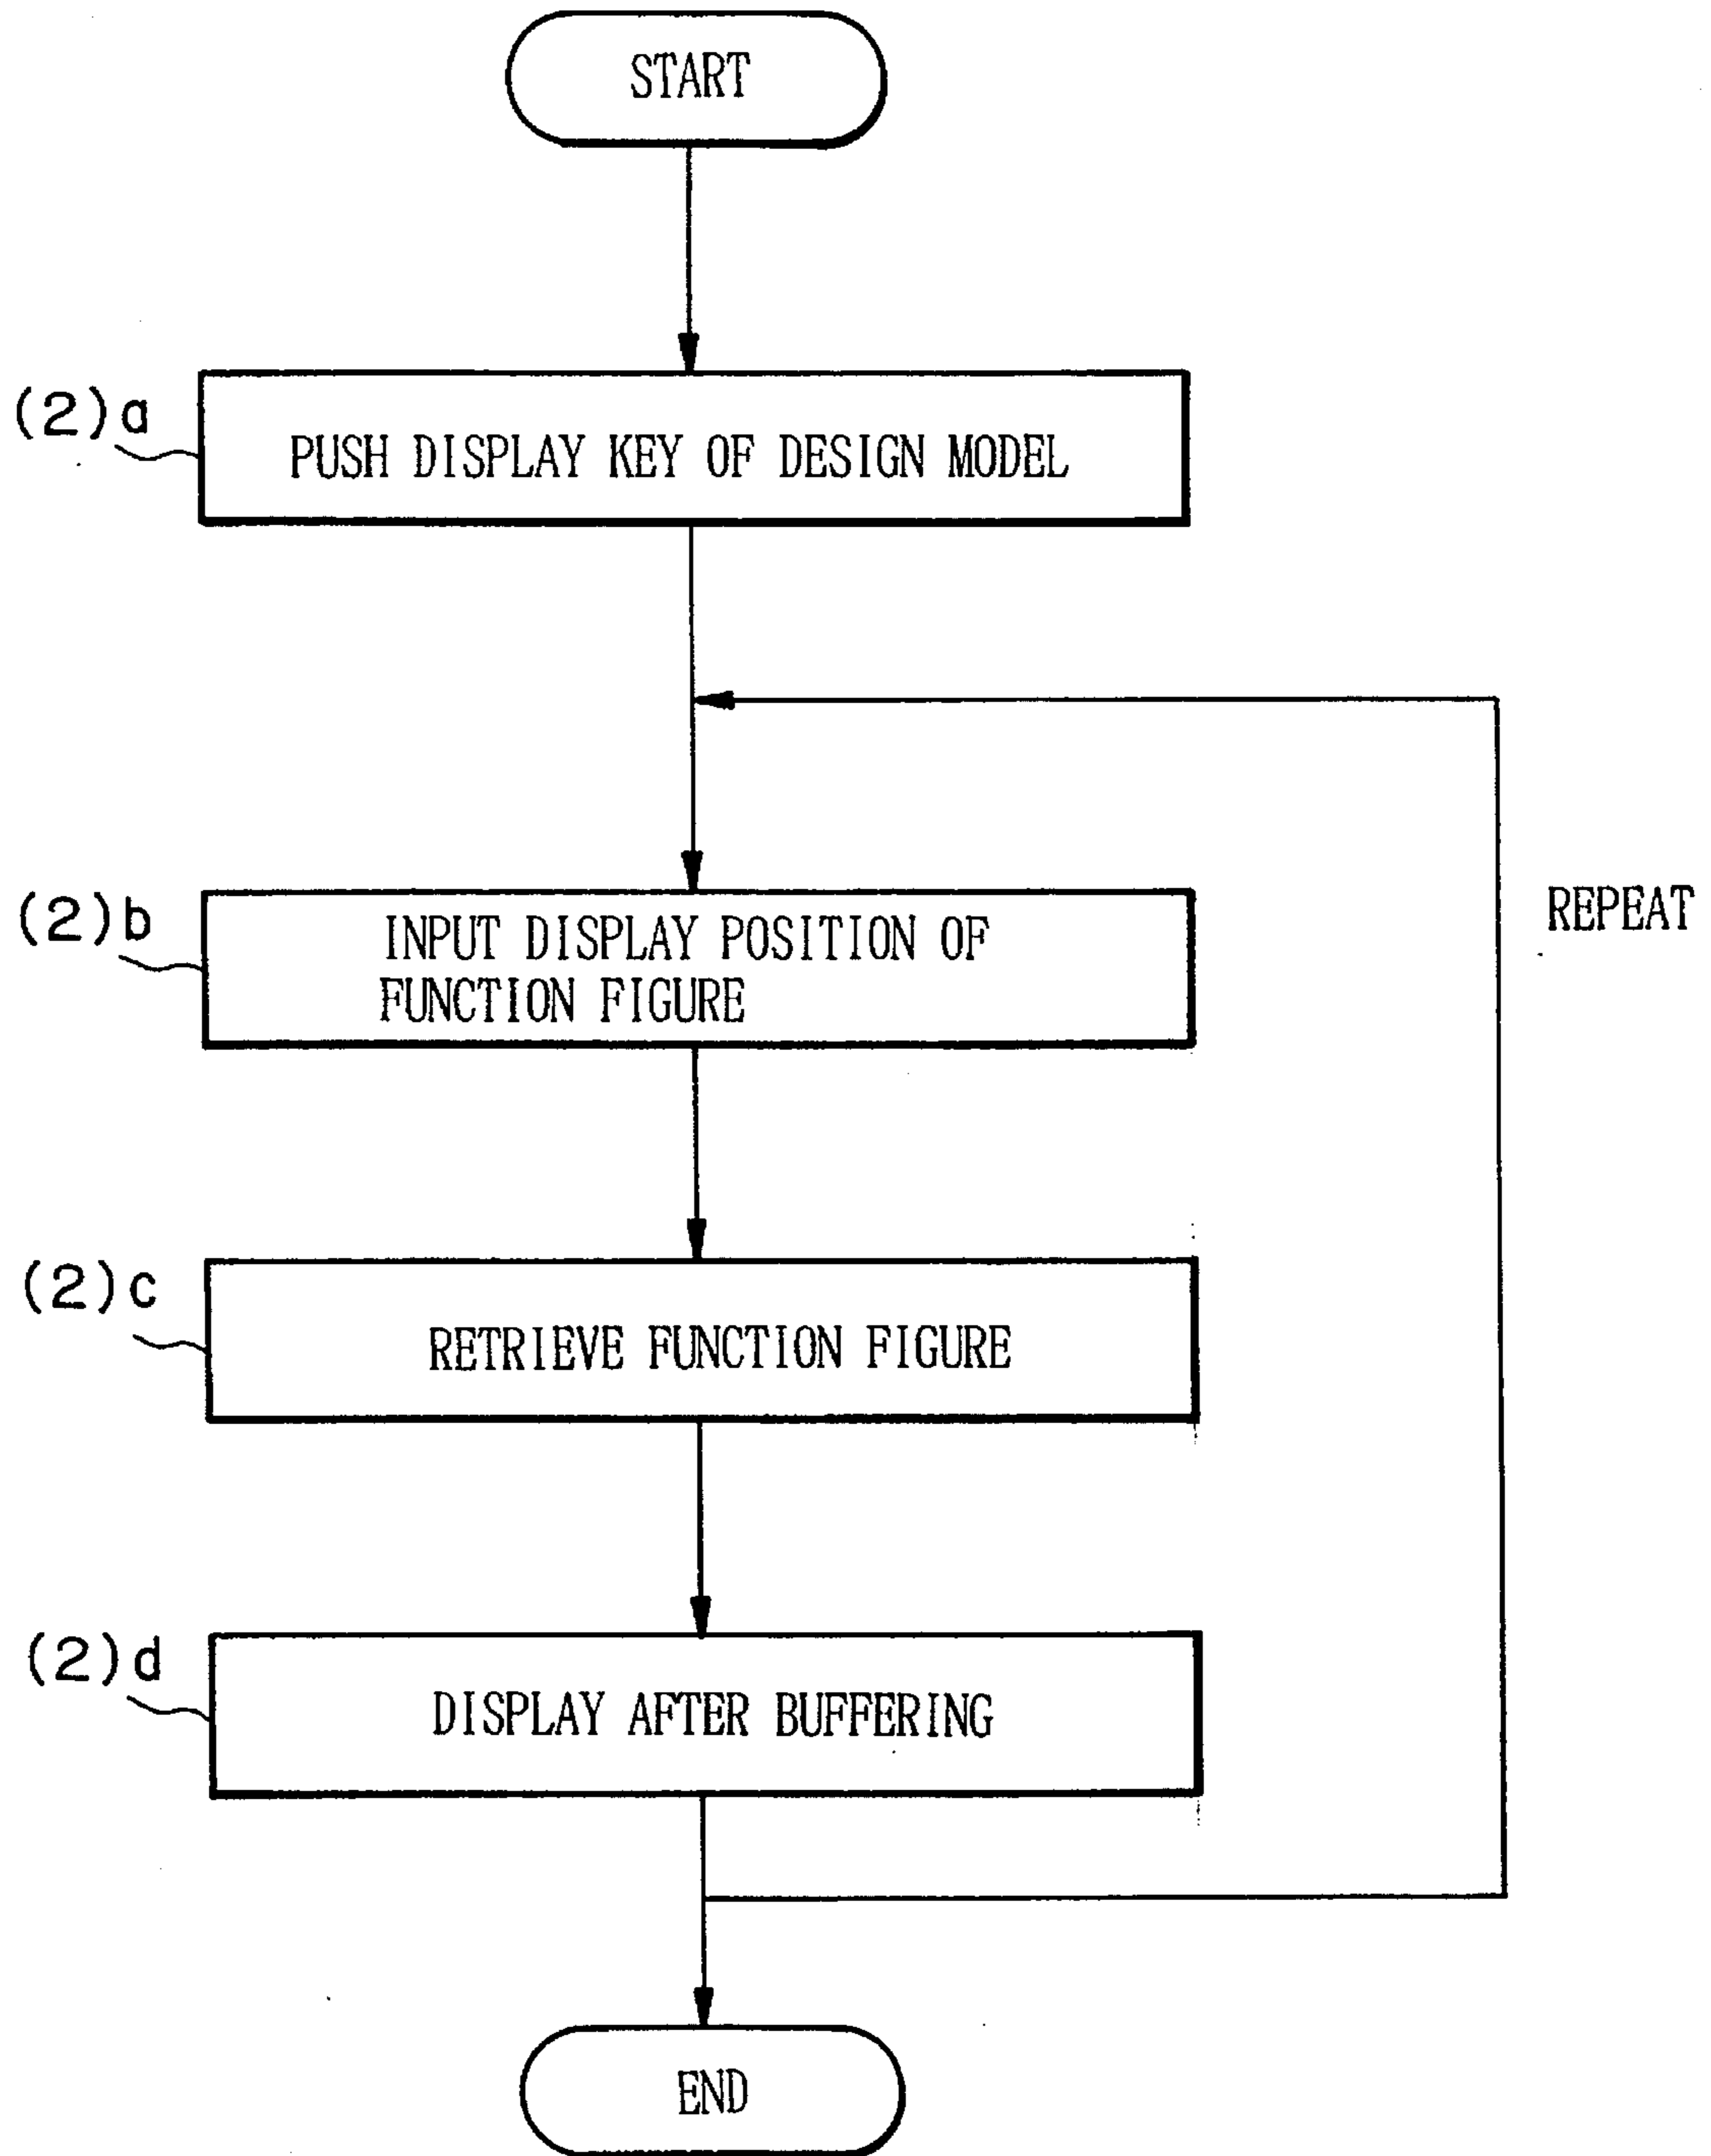 START
(2)a
PUSH DISPLAY KEY OF DESIGN MODEL
(2)b
INPUT DISPLAY POSITION OF
FUNCTION FIGURE
REPEAT
(2)c
RETRIEVE FUNCTION FIGURE
(2)d
DISPLAY AFTER BUFFERING
END